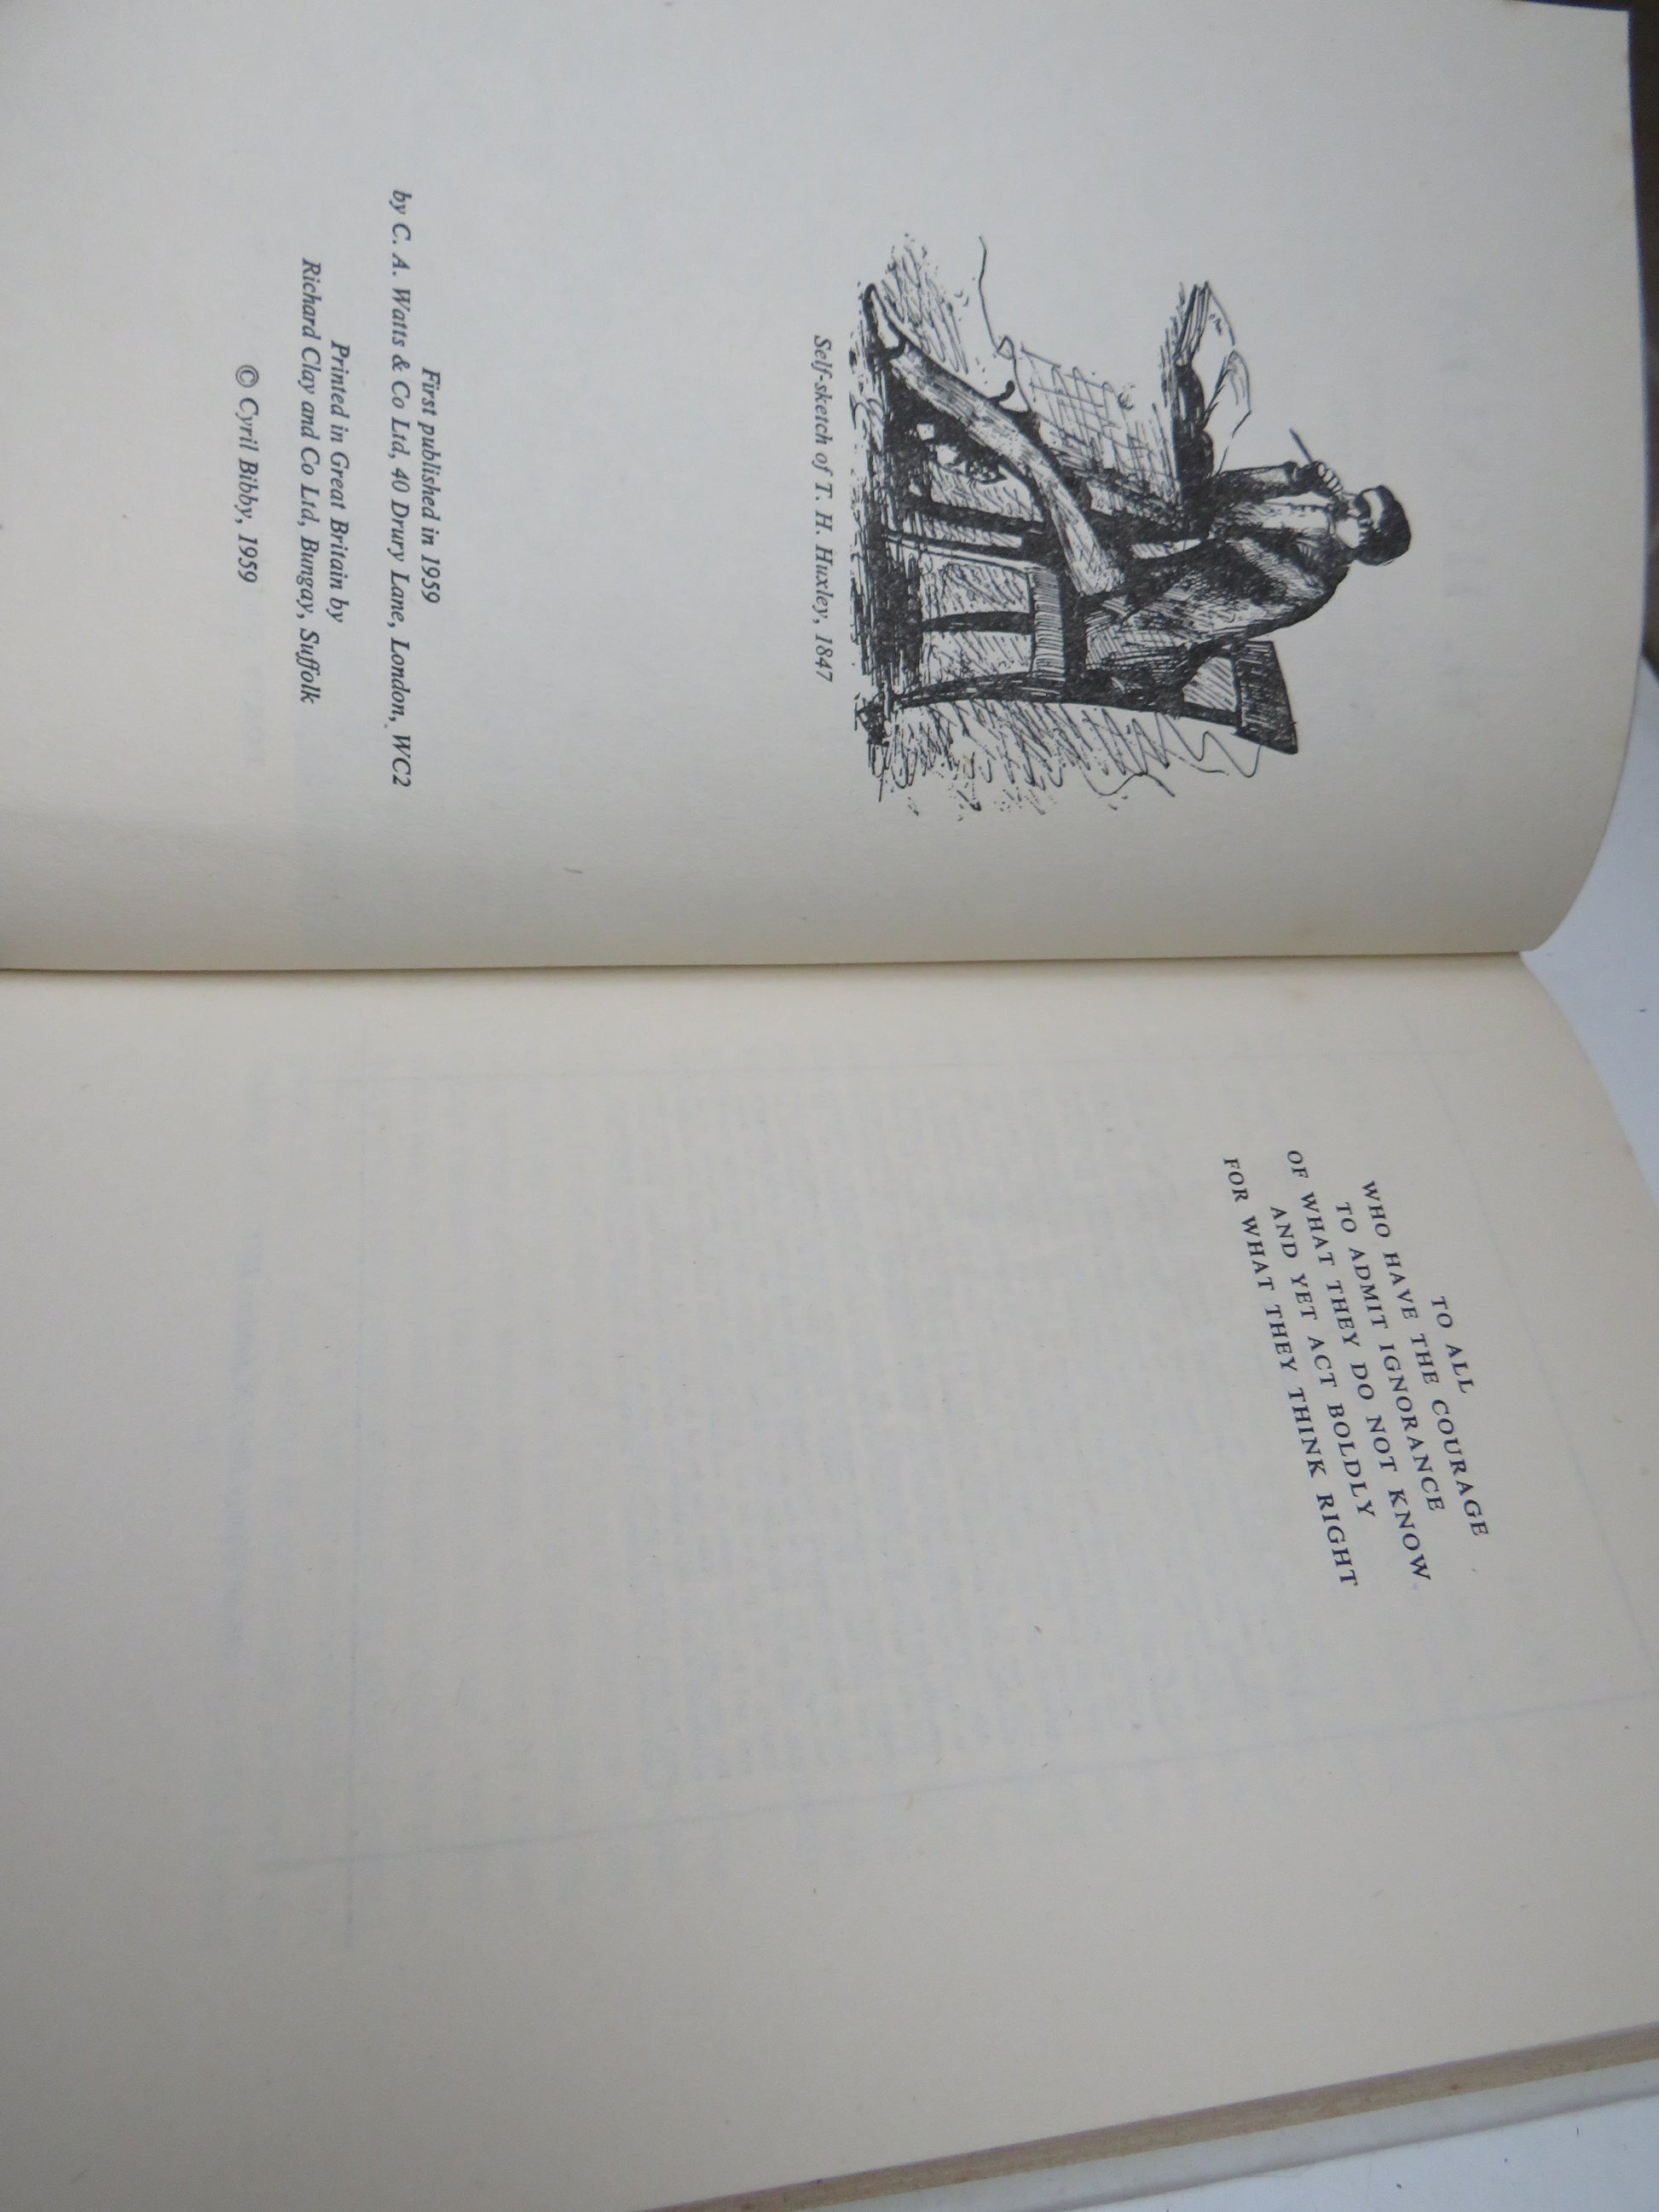 Self-sketch of T. H. Huxley, 1847
First published in 1959
by C. A. Watts & Co Ltd, 40 Drury Lane, London, WC2
Printed in Great Britain by
Richard Clay and Co Ltd, Bungay, Suffolk
© Cyril Bibby, 1959
TO ALL
WHO HAVE THE COURAGE
TO ADMIT IGNORANCE
OF WHAT THEY DO NOT KNOW
AND YET ACT BOLDLY
FOR WHAT THEY THINK RIGHT